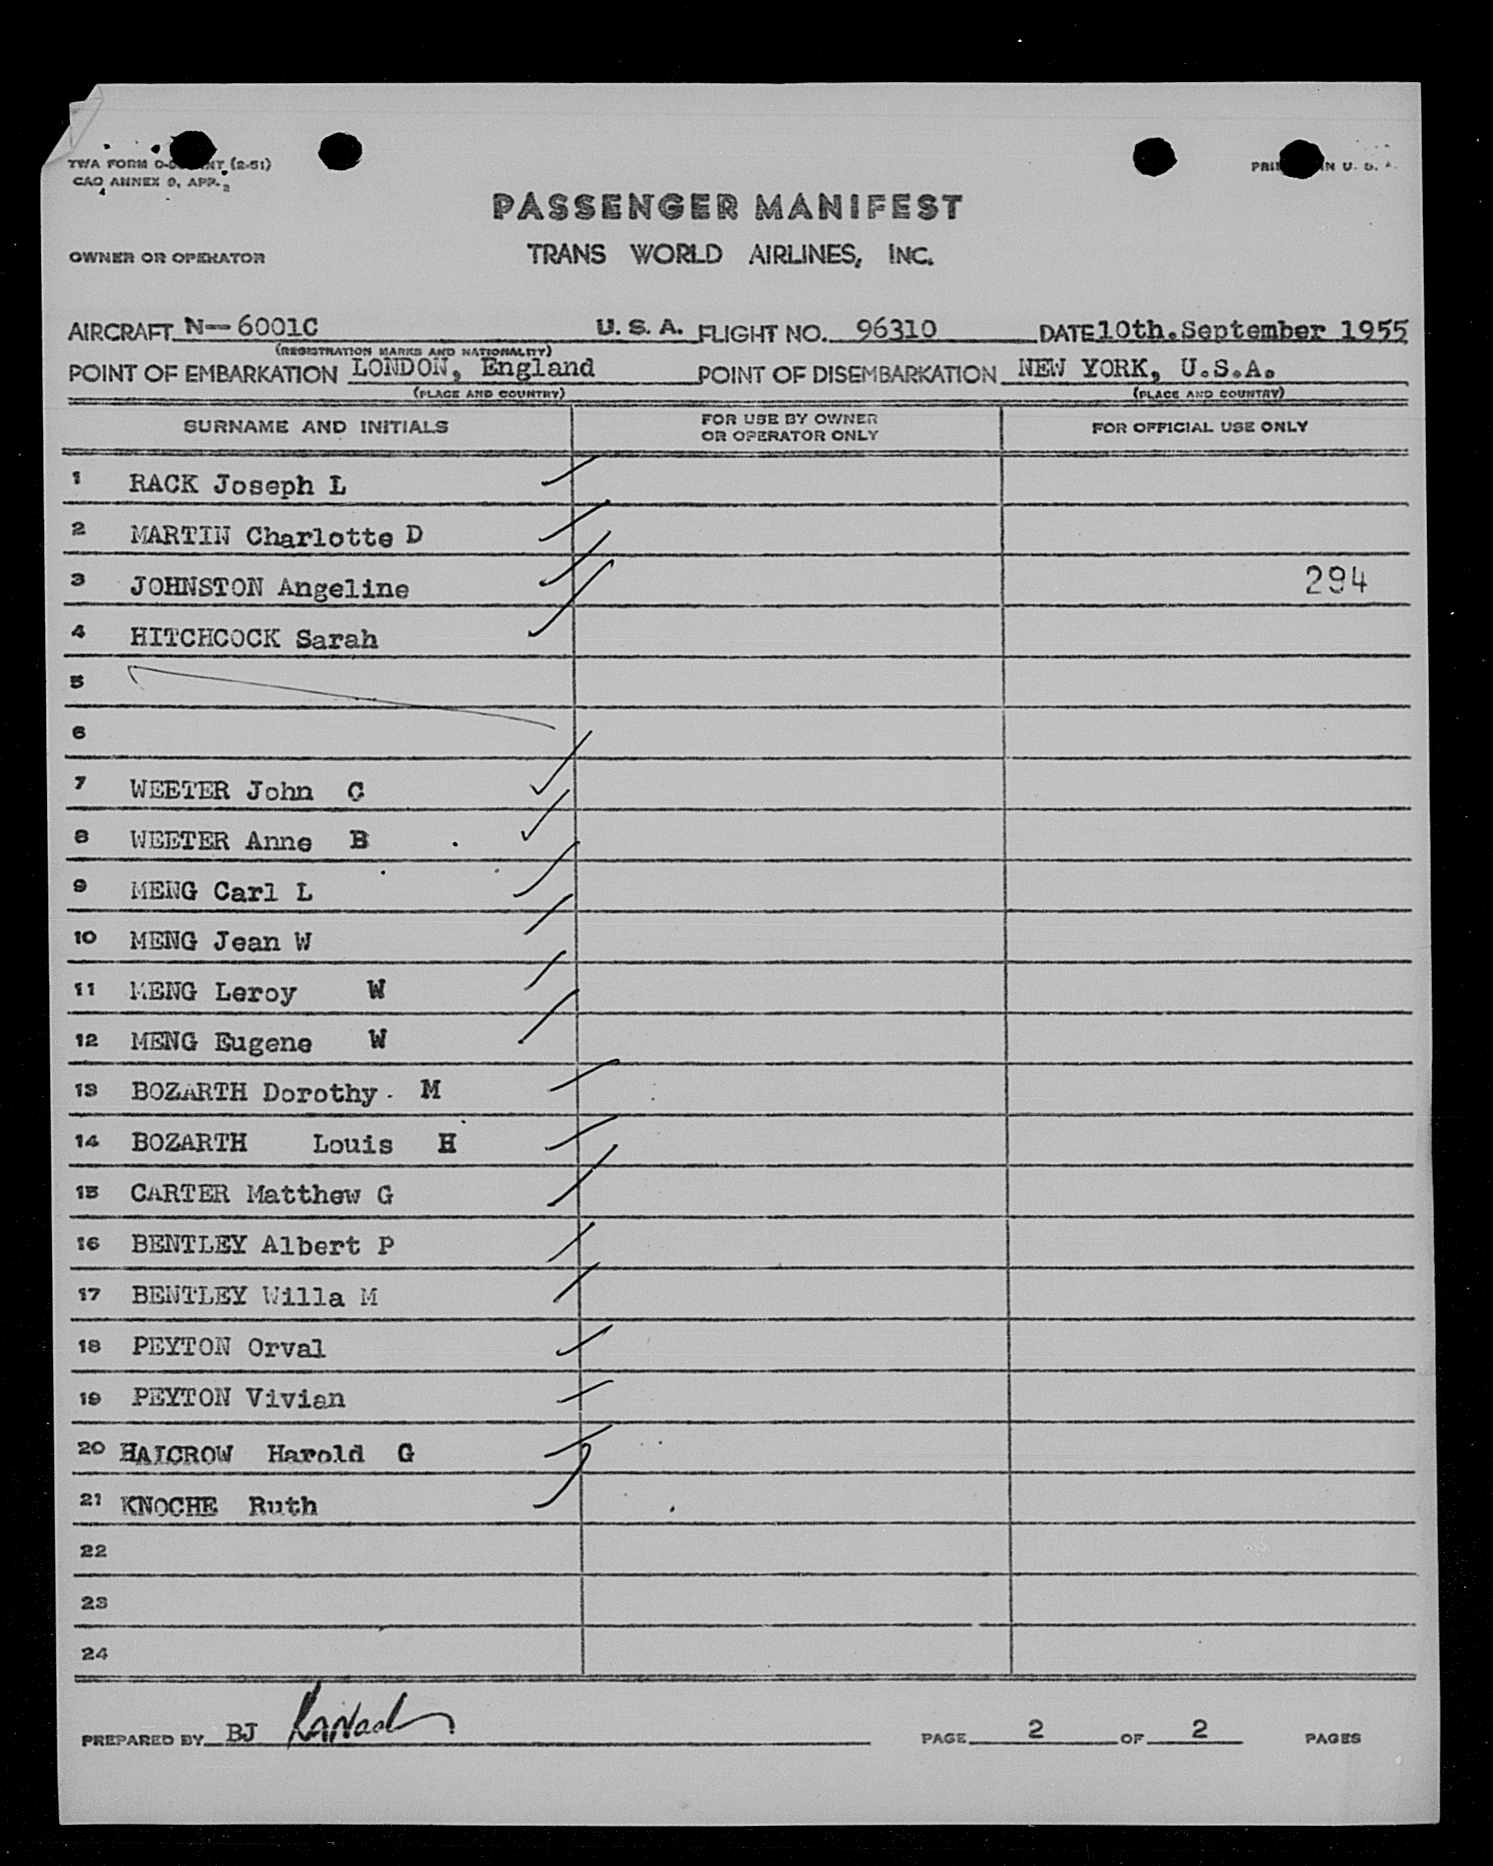 TWA FORM O- NT (2-51)
PRI IN U. S. A.
CAO ANNEX 9, APP. 2
PASSENGER MANIFEST
OWNER OR OPERATOR TRANS WORLD AIRLINES, INC.
AIRCRAFT N--6001C U. S. A. FLIGHT NO. 96310 DATE 10th. September 1955
(REGISTRATION MARKS AND NATIONALITY)
POINT OF EMBARKATION LONDON, England POINT OF DISEMBARKATION NEW YORK, U.S.A.
(PLACE AND COUNTRY) (PLACE AND COUNTRY)
SURNAME AND INITIALS FOR USE BY OWNER OR OPERATOR ONLY FOR OFFICIAL USE ONLY
1 RACK Joseph L
2 MARTIN Charlotte D
3 JOHNSTON Angeline 294
4 HITCHCOCK Sarah
5
6
7 WEETER John C
8 WEETER Anne B
9 MENG Carl L
10 MENG Jean W
11 MENG Leroy W
12 MENG Eugene W
13 BOZARTH Dorothy M
14 BOZARTH Louis H
15 CARTER Matthew G
16 BENTLEY Albert P
17 BENTLEY Willa M
18 PEYTON Orval
19 PEYTON Vivian
20 HAICROW Harold G
21 KNOCHE Ruth
22
23
24
PREPARED BY BJ PAGE 2 OF 2 PAGES